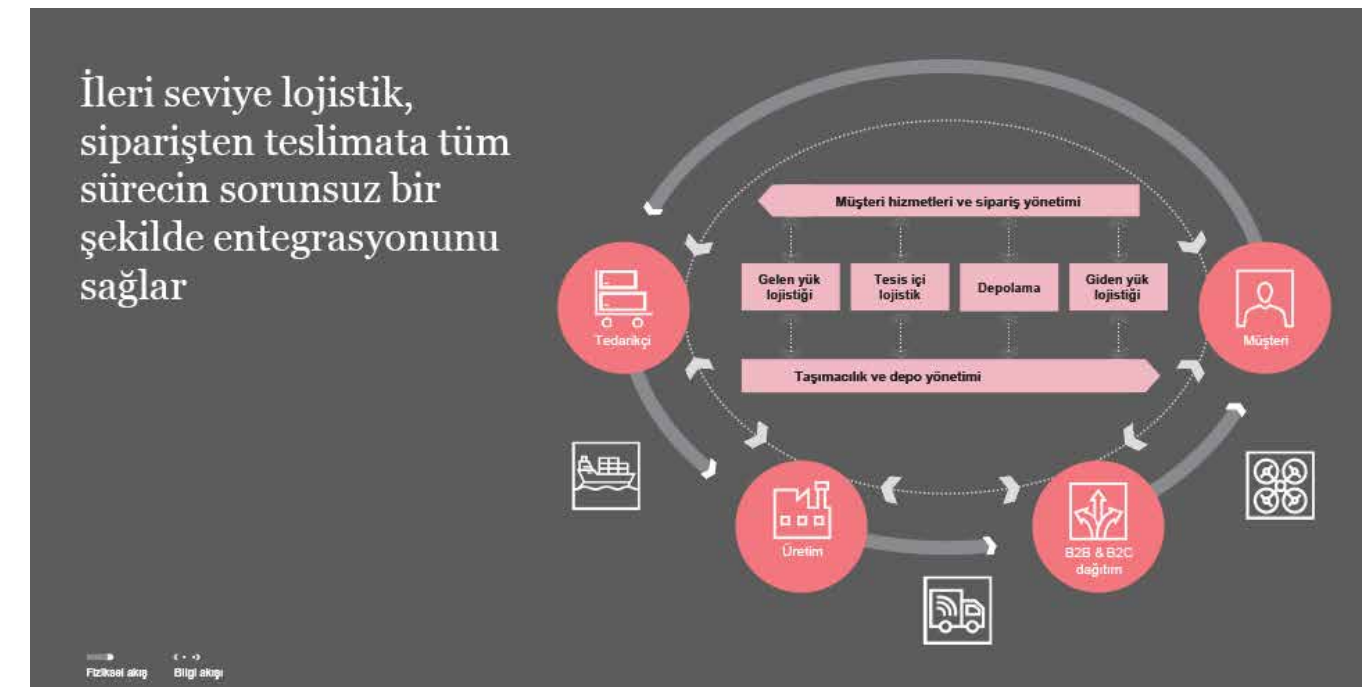 İleri seviye lojistik,
siparişten teslimata tüm
sürecin sorunsuz bir
şekilde entegrasyonunu
sağlar
Müşteri hizmetleri ve sipariş yönetimi
Gelen yük
lojistiği
Tesis içi
lojistik
Depolama
Giden yük
lojistiği
Tedarikçi
Müşteri
Taşımacılık ve depo yönetimi
Üretim
B2B & B2C
dağıtım
Fiziksel akış
Bilgi akışı